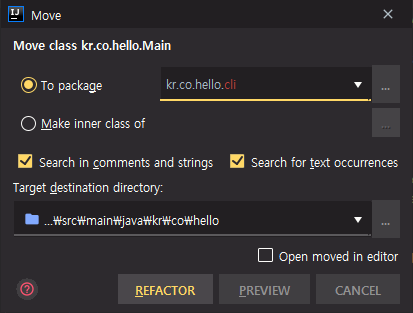 IJ Move
Move class kr.co.hello.Main
To package kr.co.hello.cli ...
Make inner class of ...
Search in comments and strings Search for text occurrences
Target destination directory:
...₩src₩main₩java₩kr₩co₩hello ...
Open moved in editor
? REFACTOR PREVIEW CANCEL